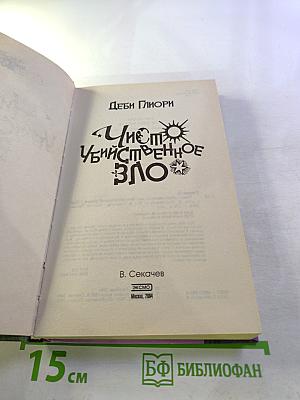 Деби Глиори
Чисто
убийственное
зло
В. Секачев
ЭКСМО
Москва, 2004
15 см
БФ БИБЛИОФАН